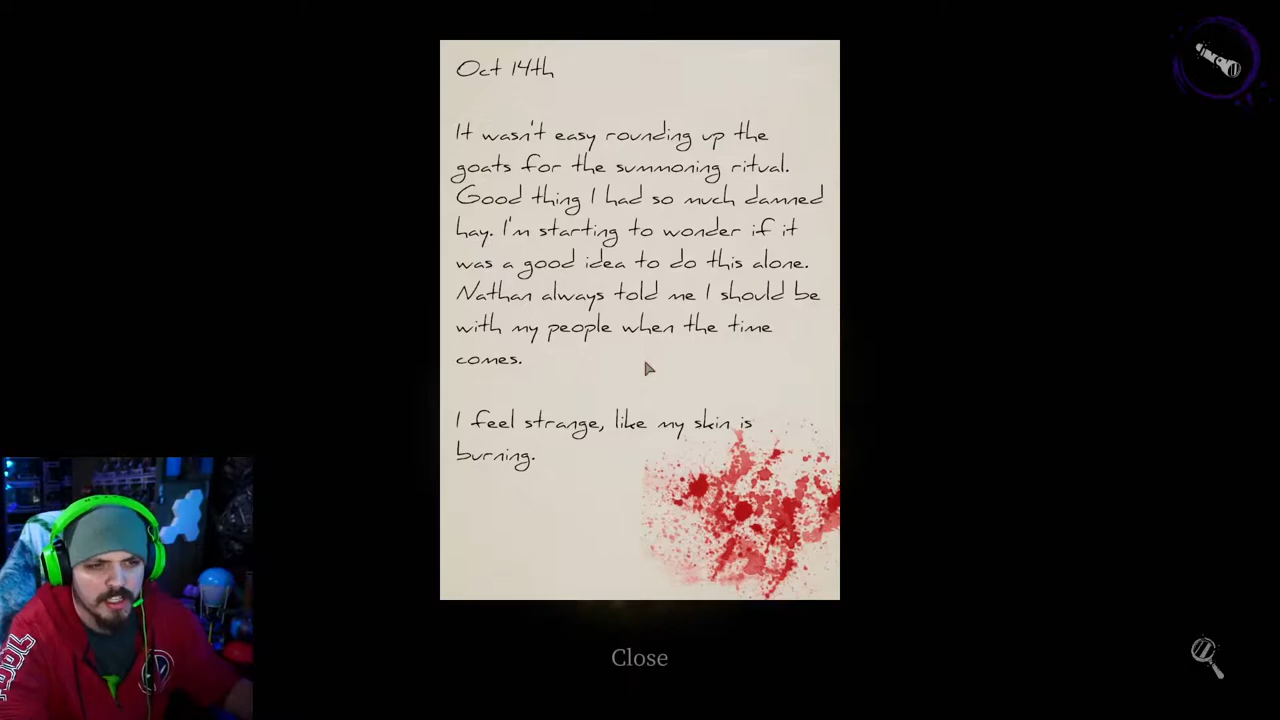 Oct 14th
It wasn't easy rounding up the
goats for the summoning ritual.
Good thing I had so much damned
hay. I'm starting to wonder if it
was a good idea to do this alone.
Nathan always told me I should be
with my people when the time
comes.
I feel strange, like my skin is
burning.
Close